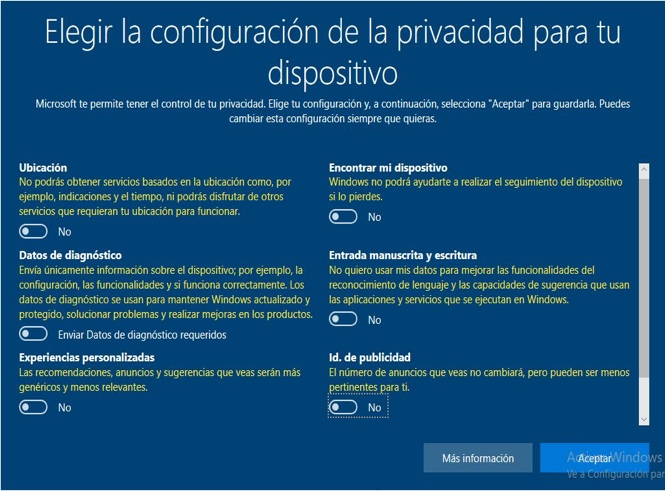 Elegir la configuración de la privacidad para tu
dispositivo
Microsoft te permite tener el control de tu privacidad. Elige tu configuración y, a continuación, selecciona "Aceptar" para guardarla. Puedes
cambiar esta configuración siempre que quieras.
Ubicación
No podrás obtener servicios basados en la ubicación como, por
ejemplo, indicaciones y el tiempo, ni podrás disfrutar de otros
servicios que requieran tu ubicación para funcionar.
No
Encontrar mi dispositivo
Windows no podrá ayudarte a realizar el seguimiento del dispositivo
si lo pierdes.
No
Datos de diagnóstico
Envía únicamente información sobre el dispositivo; por ejemplo, la
configuración, las funcionalidades y si funciona correctamente. Los
datos de diagnóstico se usan para mantener Windows actualizado y
protegido, solucionar problemas y realizar mejoras en los productos.
Enviar Datos de diagnóstico requeridos
Entrada manuscrita y escritura
No quiero usar mis datos para mejorar las funcionalidades del
reconocimiento de lenguaje y las capacidades de sugerencia que usan
las aplicaciones y servicios que se ejecutan en Windows.
No
Experiencias personalizadas
Las recomendaciones, anuncios y sugerencias que veas serán más
genéricos y menos relevantes.
No
Id. de publicidad
El número de anuncios que veas no cambiará, pero pueden ser menos
pertinentes para ti.
No
Más información
Aceptar
Activar Windows
Ve a Configuración par